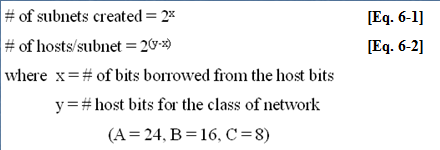 # of subnets created = 2ˣ [Eq. 6-1]
# of hosts/subnet = 2⁽ʸ⁻ˣ⁾ [Eq. 6-2]
where x = # of bits borrowed from the host bits
y = # host bits for the class of network
(A = 24, B = 16, C = 8)